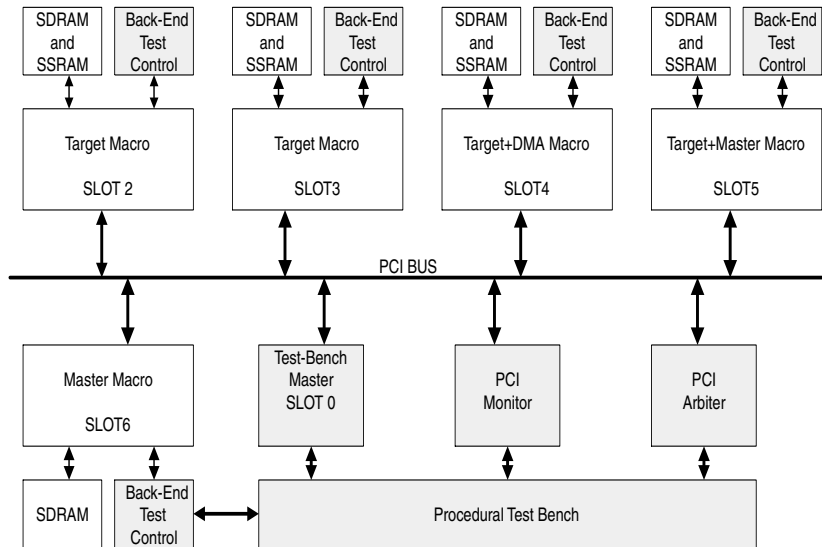 SDRAM
and
SSRAM
Back-End
Test
Control
SDRAM
and
SSRAM
Back-End
Test
Control
SDRAM
and
SSRAM
Back-End
Test
Control
SDRAM
and
SSRAM
Back-End
Test
Control
Target Macro
SLOT 2
Target Macro
SLOT3
Target+DMA Macro
SLOT4
Target+Master Macro
SLOT5
PCI BUS
Master Macro
SLOT6
Test-Bench
Master
SLOT 0
PCI
Monitor
PCI
Arbiter
SDRAM
Back-End
Test
Control
Procedural Test Bench